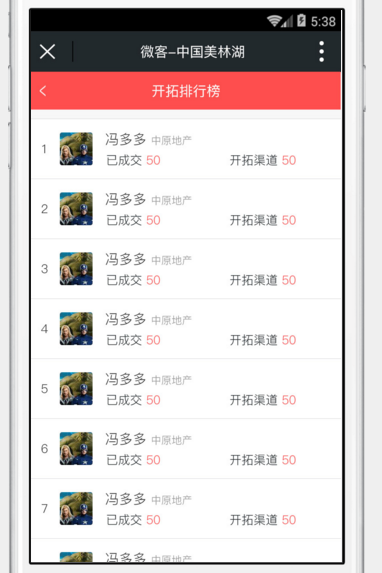 5:38
微客-中国美林湖
开拓排行榜
1 冯多多 中原地产
已成交 50 开拓渠道 50
2 冯多多 中原地产
已成交 50 开拓渠道 50
3 冯多多 中原地产
已成交 50 开拓渠道 50
4 冯多多 中原地产
已成交 50 开拓渠道 50
5 冯多多 中原地产
已成交 50 开拓渠道 50
6 冯多多 中原地产
已成交 50 开拓渠道 50
7 冯多多 中原地产
已成交 50 开拓渠道 50
冯多多 中原地产